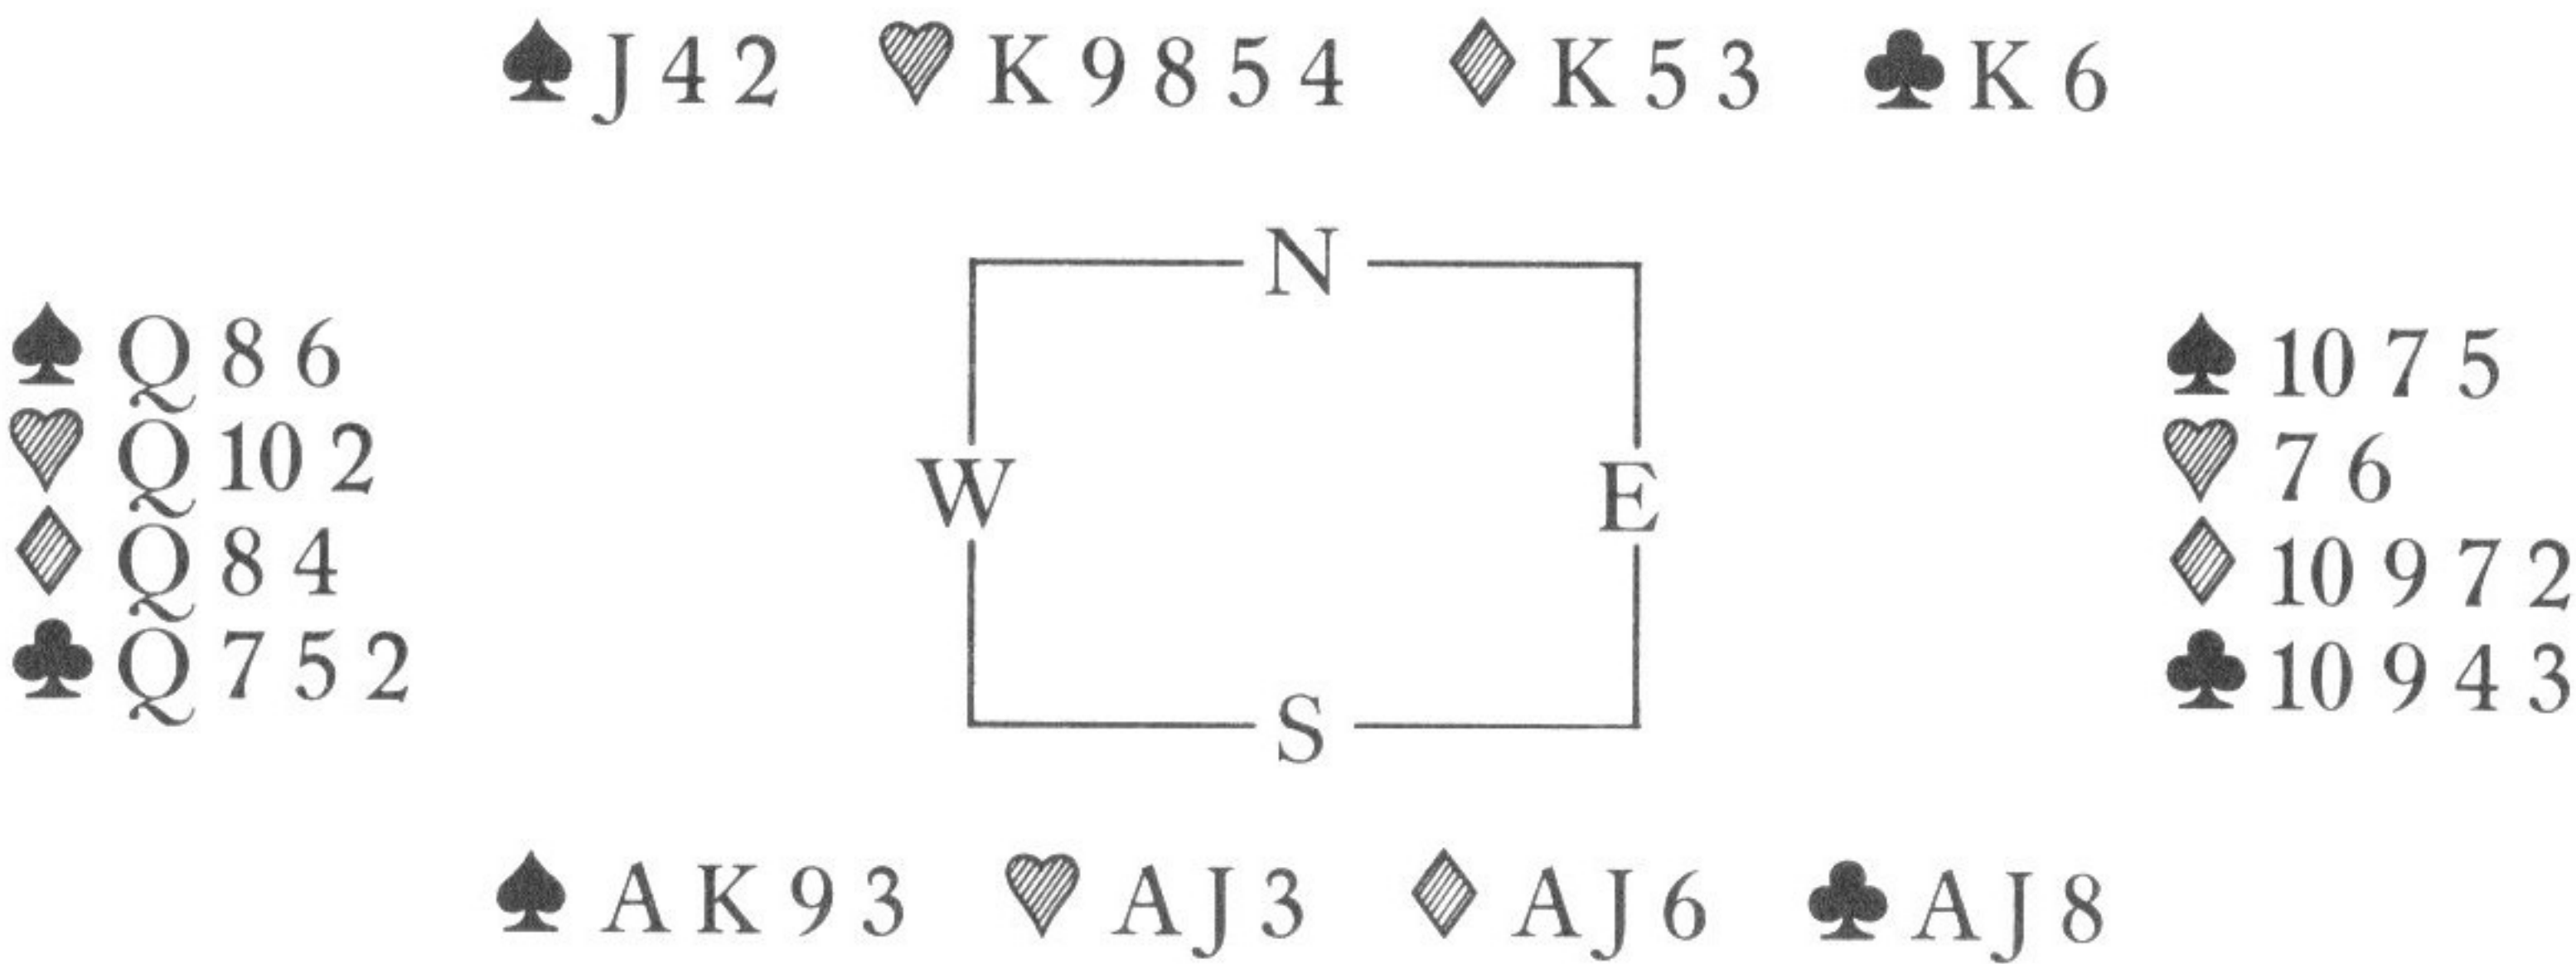 ♠ J 4 2 ♥ K 9 8 5 4 ♦ K 5 3 ♣ K 6
N
♠ Q 8 6
♥ Q 10 2
♦ Q 8 4
♣ Q 7 5 2
W
E
♠ 10 7 5
♥ 7 6
♦ 10 9 7 2
♣ 10 9 4 3
S
♠ A K 9 3 ♥ A J 3 ♦ A J 6 ♣ A J 8